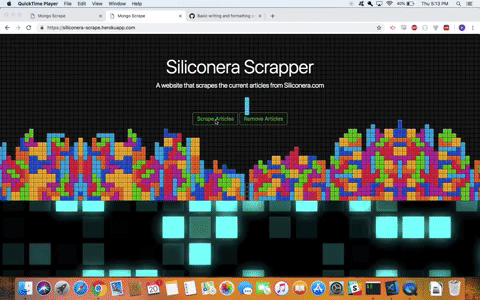 QuickTime Player File Edit View Window Help
40% Thu 5:13 PM
Mongo Scrape
Mongo Scrape
Basic writing and formatting
https://siliconera-scrape.herokuapp.com
Siliconera Scrapper
A website that scrapes the current articles from Siliconera.com
Scrape Articles
Remove Articles